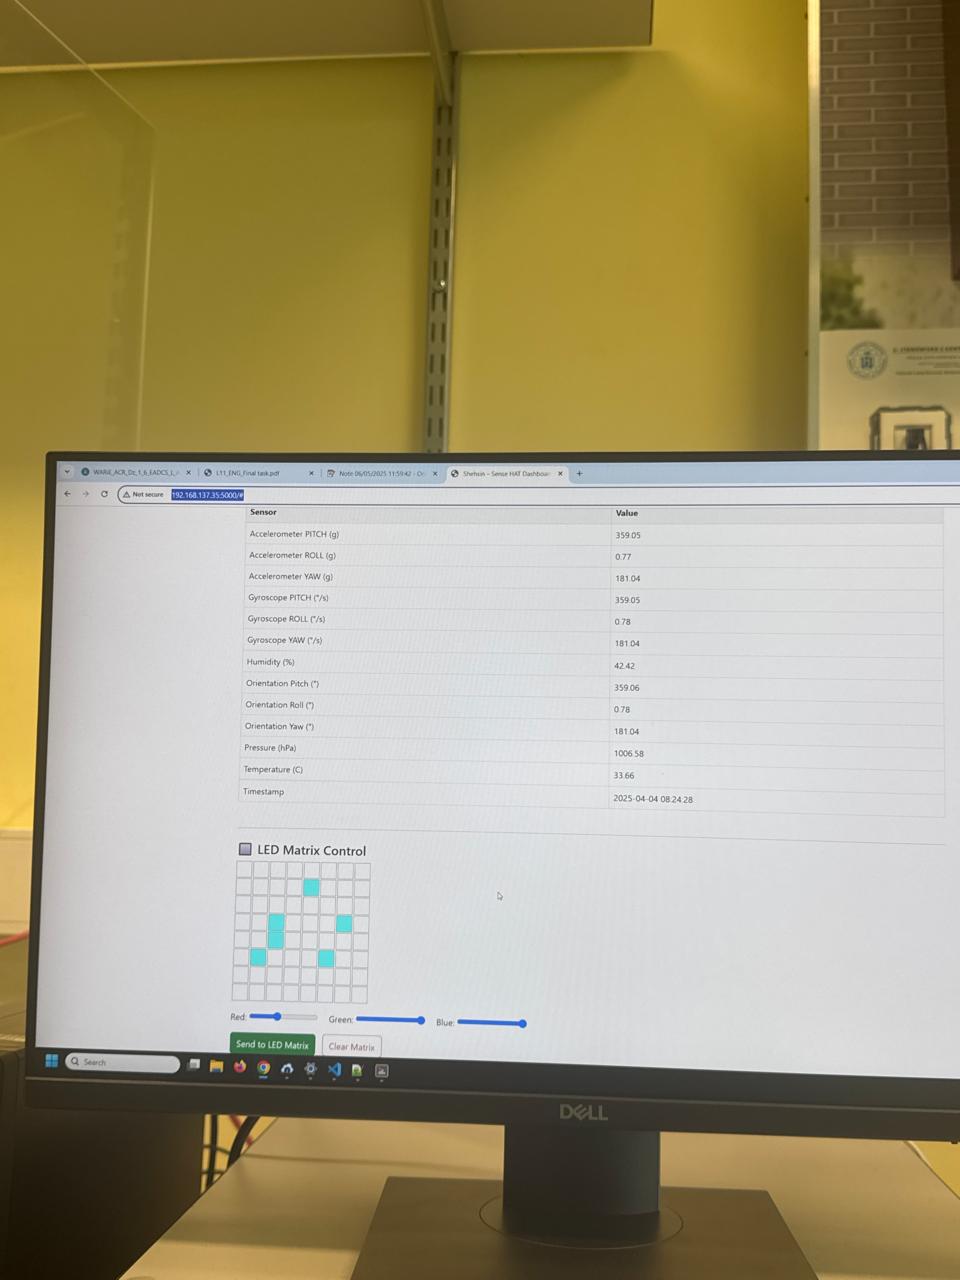 L11_ENG_Final task.pdf
Note 06/05/2025 11:59:42 -
Shehsin – Sense HAT Dashboar
Not secure 192.168.137.35:5000/#
Sensor Value
Accelerometer PITCH (g) 359.05
Accelerometer ROLL (g) 0.77
Accelerometer YAW (g) 181.04
Gyroscope PITCH (°/s) 359.05
Gyroscope ROLL (°/s) 0.78
Gyroscope YAW (°/s) 181.04
Humidity (%) 42.42
Orientation Pitch (°) 359.06
Orientation Roll (°) 0.78
Orientation Yaw (°) 181.04
Pressure (hPa) 1006.58
Temperature (C) 33.66
Timestamp 2025-04-04 08:24:28
LED Matrix Control
Red: Green: Blue:
Send to LED Matrix Clear Matrix
Search
DELL